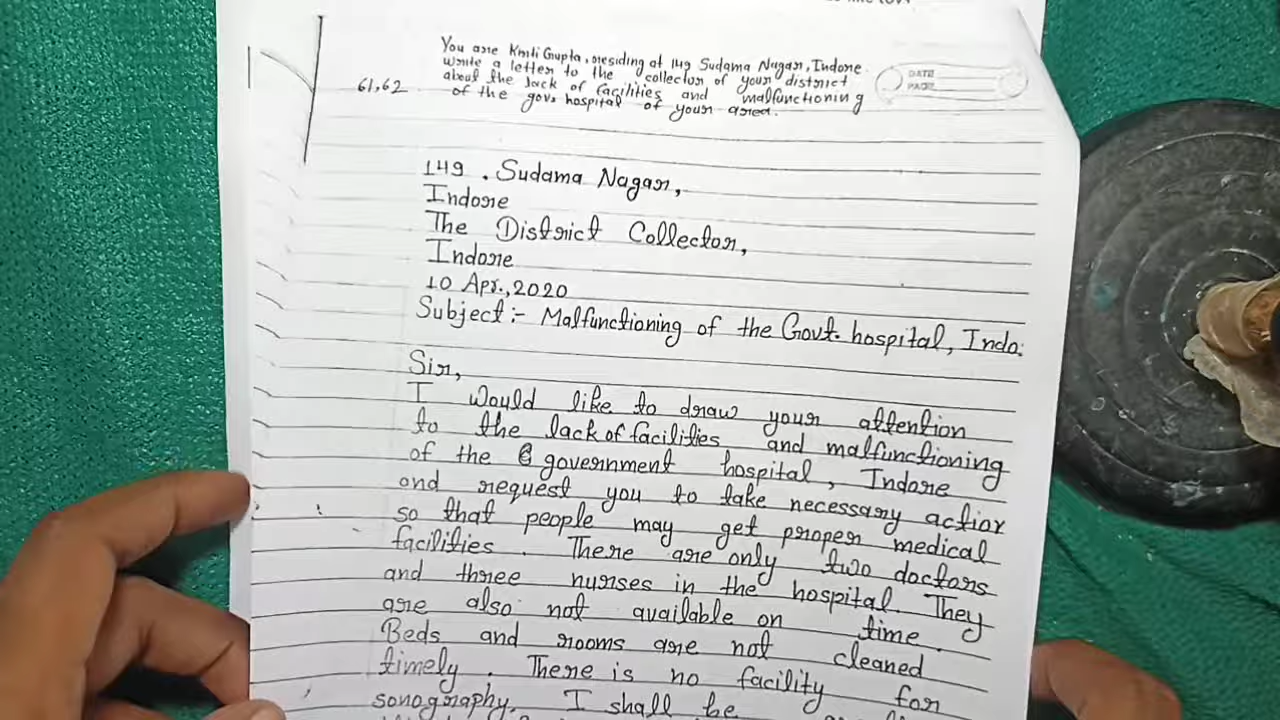 You are Kruti Gupta, residing at 149 Sudama Nagar, Indore.
write a letter to the collector of your district
about the lack of facilities and malfunctioning
of the govt hospital of your area.
61,62
DATE
PAGE
149 . Sudama Nagar,
Indore
The District Collector,
Indore
10 Apr.,2020
Subject:- Malfunctioning of the Govt. hospital, Indo.
Sir,
I would like to draw your attention
to the lack of facilities and malfunctioning
of the government hospital, Indore
and request you to take necessary action
so that people may get proper medical
facilities. There are only two doctors
and three nurses in the hospital. They
are also not available on time.
Beds and rooms are not cleaned
timely. There is no facility for
sonography. I shall be